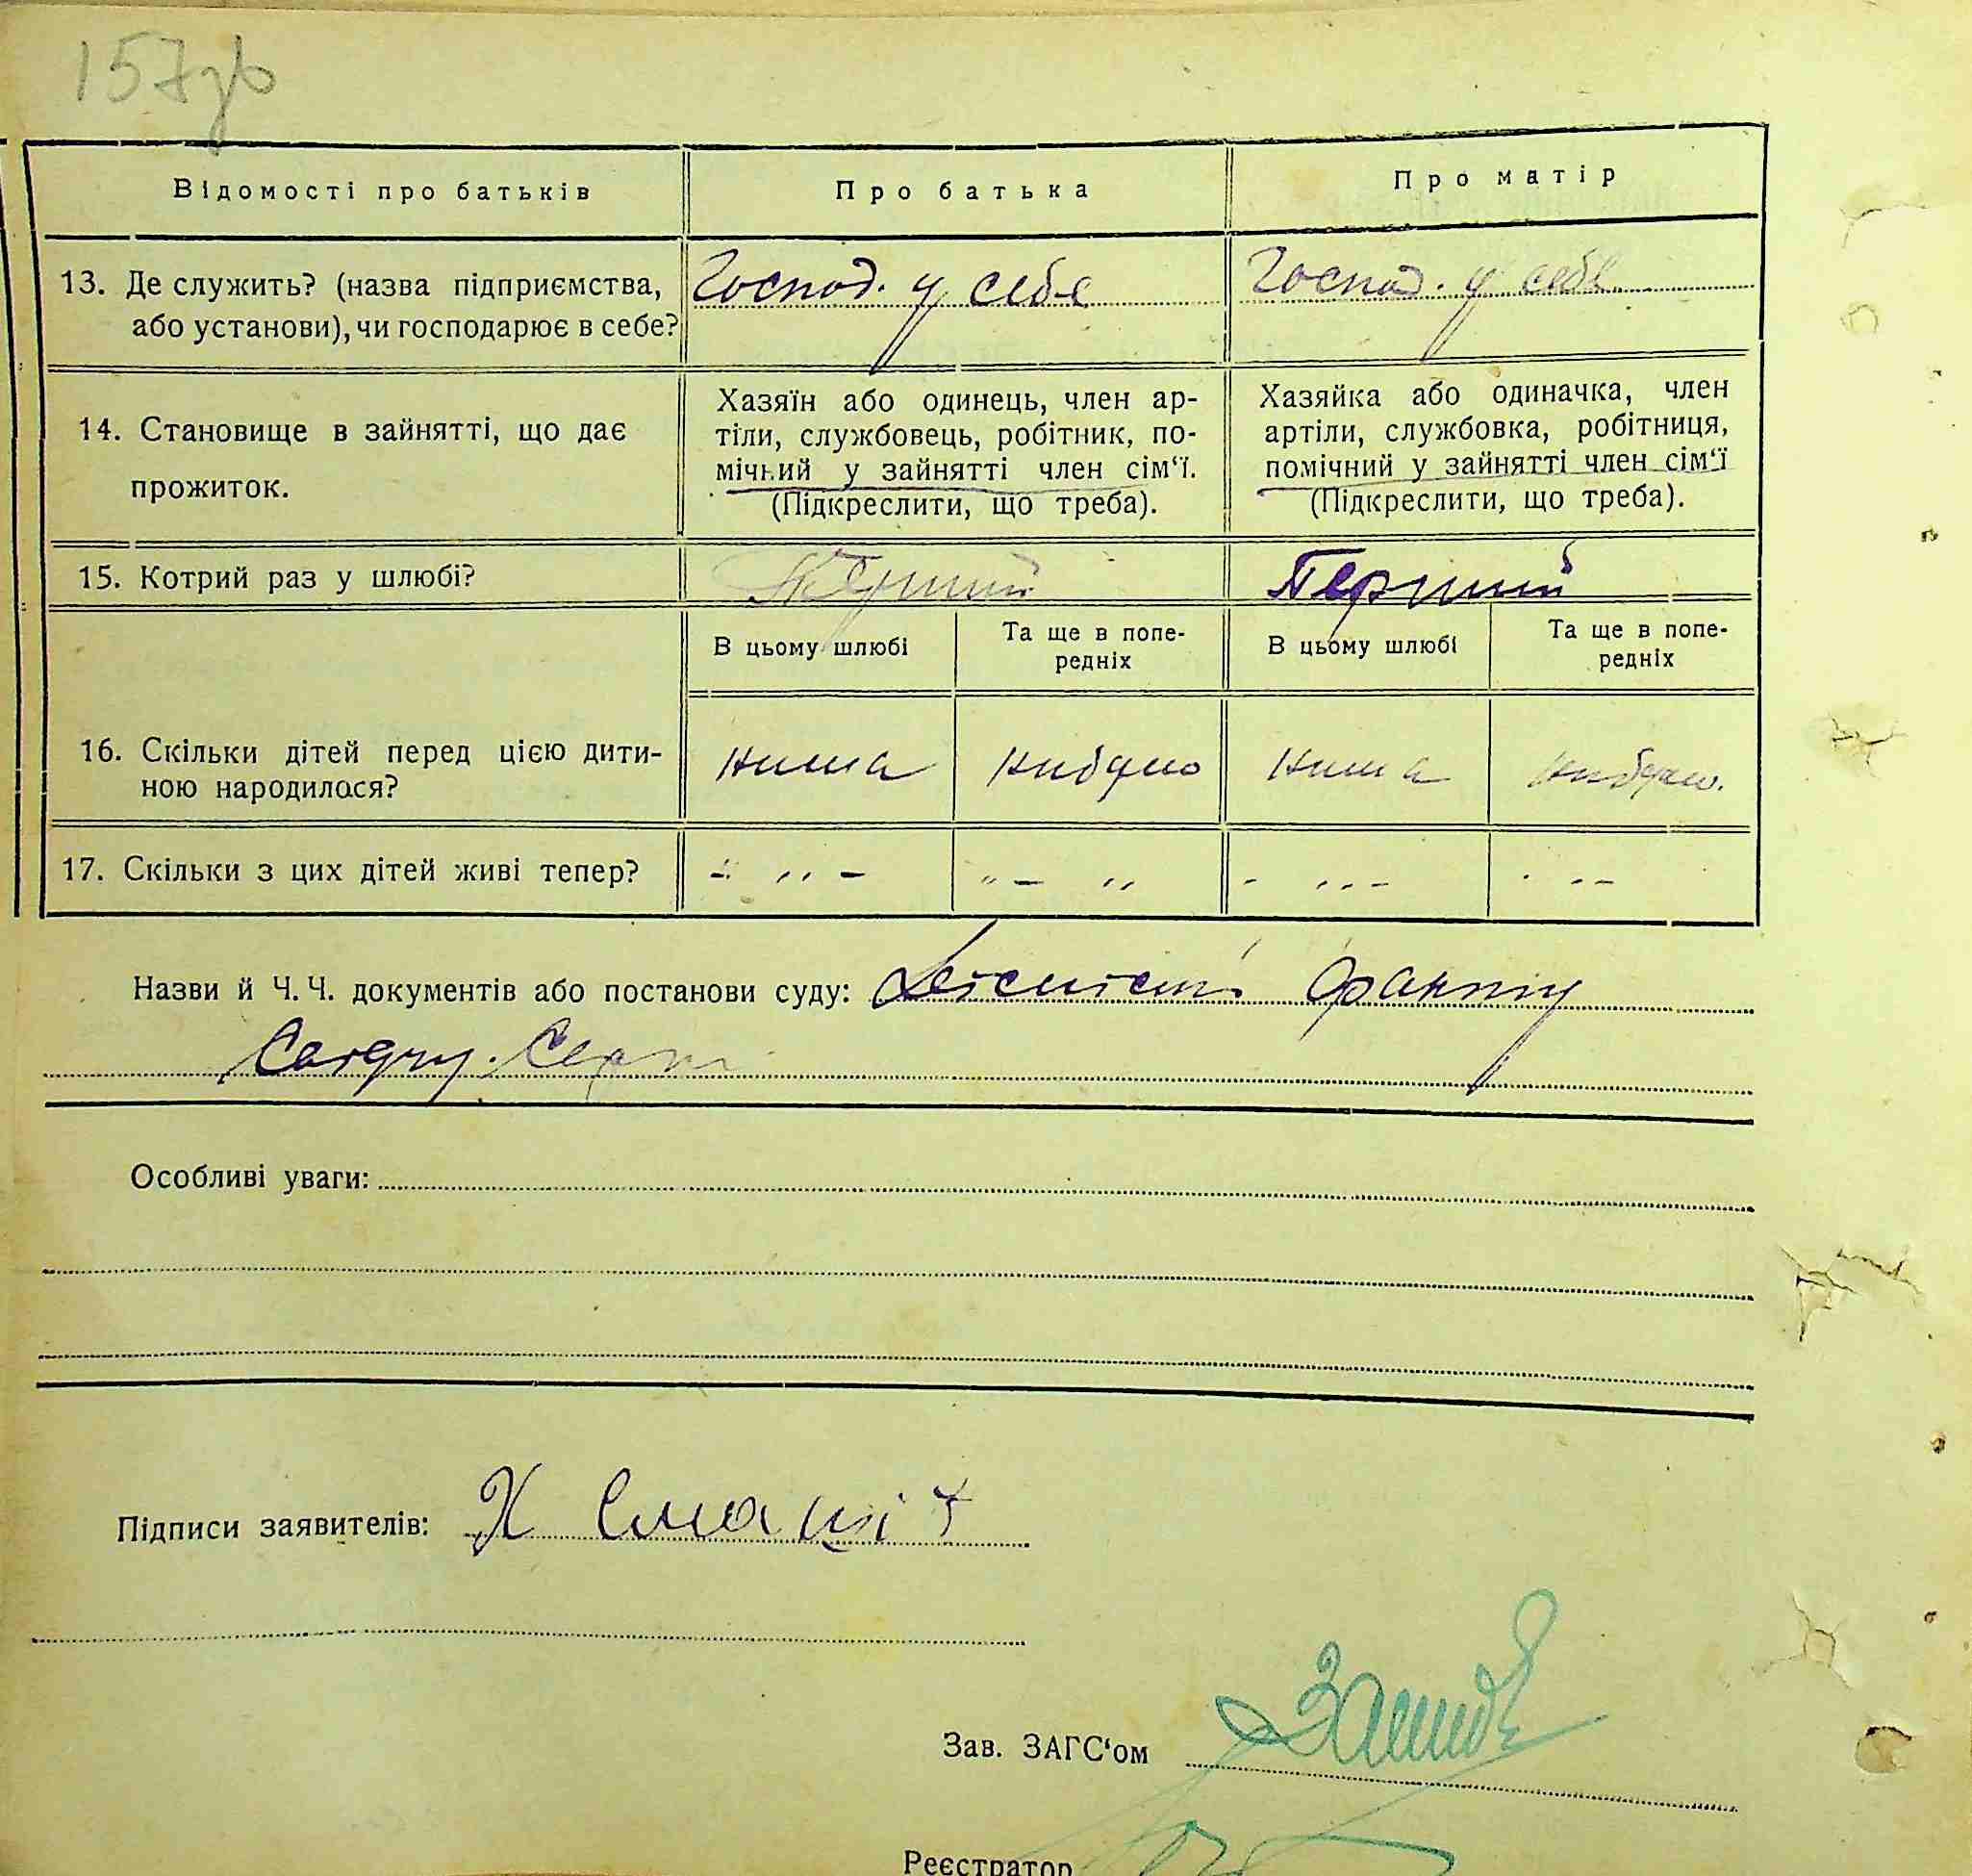 157зв
Відомості про батьків
Про батька
Про матір
13. Де служить? (назва підприємства,
або установи), чи господарює в себе?
Господ. у себе
Господ. у себе
14. Становище в зайнятті, що дає
прожиток.
Хазяїн або одинець, член ар-
тіли, службовець, робітник, по-
мічний у зайнятті член сім‘ї.
(Підкреслити, що треба).
Хазяйка або одиначка, член
артіли, службовка, робітниця,
помічний у зайнятті член сім‘ї
(Підкреслити, що треба).
15. Котрий раз у шлюбі?
Перший
Перший
В цьому шлюбі
Та ще в попе-
редніх
В цьому шлюбі
Та ще в попе-
редніх
16. Скільки дітей перед цією дити-
ною народилося?
нима
нибуло
нима
нибуло.
17. Скільки з цих дітей живі тепер?
- ,, -
,, - ,,
- ,, -
Назви й Ч. Ч. документів або постанови суду: факту
Особливі уваги:
Підписи заявителів:
Зав. ЗАГС‘ом
Реєстратор